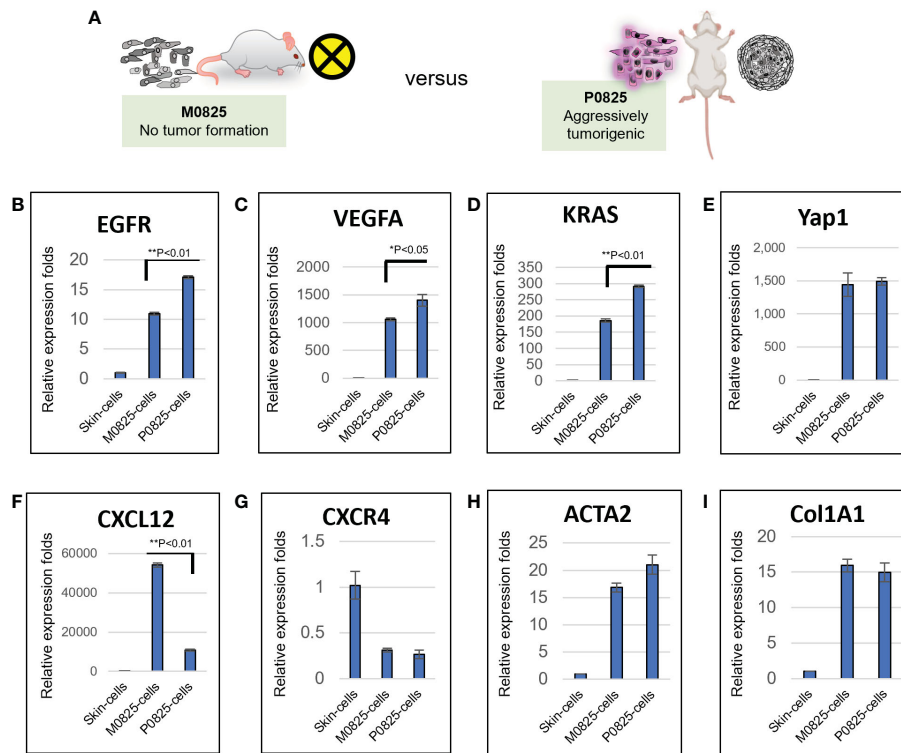 A
M0825
No tumor formation
versus
P0825
Aggressively
tumorigenic
B
EGFR
**P<0.01
Relative expression folds
20
15
10
5
0
Skin-cells
M0825-cells
P0825-cells
C
VEGFA
*P<0.05
Relative expression folds
2000
1500
1000
500
0
Skin-cells
M0825-cells
P0825-cells
D
KRAS
**P<0.01
Relative expression folds
350
300
250
200
150
100
50
0
Skin-cells
M0825-cells
P0825-cells
E
Yap1
Relative expression folds
2,000
1,500
1,000
500
0
Skin-cells
M0825-cells
P0825-cells
F
CXCL12
**P<0.01
Relative expression folds
60000
40000
20000
0
Skin-cells
M0825-cells
P0825-cells
G
CXCR4
Relative expression folds
1.5
1
0.5
0
Skin-cells
M0825-cells
P0825-cells
H
ACTA2
Relative expression folds
25
20
15
10
5
0
Skin-cells
M0825-cells
P0825-cells
I
Col1A1
Relative expression folds
20
15
10
5
0
Skin-cells
M0825-cells
P0825-cells